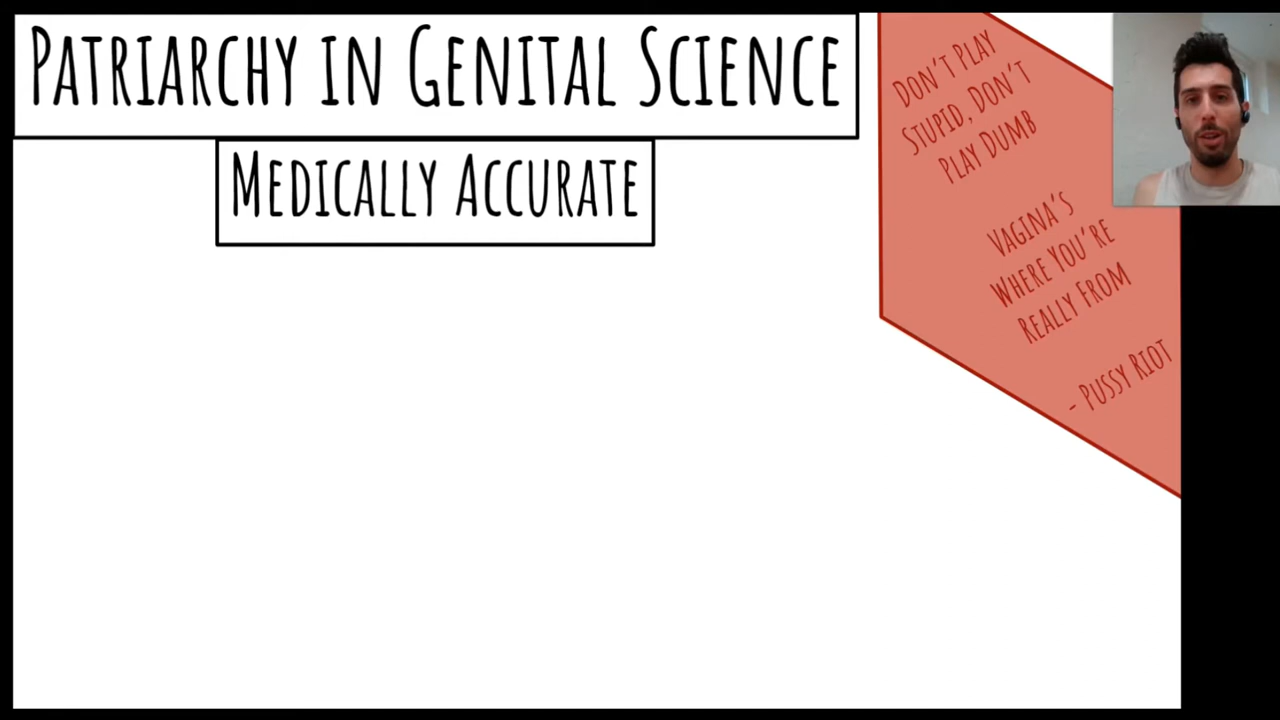 PATRIARCHY IN GENITAL SCIENCE
MEDICALLY ACCURATE
DON'T PLAY
STUPID, DON'T
PLAY DUMB
VAGINA'S
WHERE YOU'RE
REALLY FROM
- PUSSY RIOT